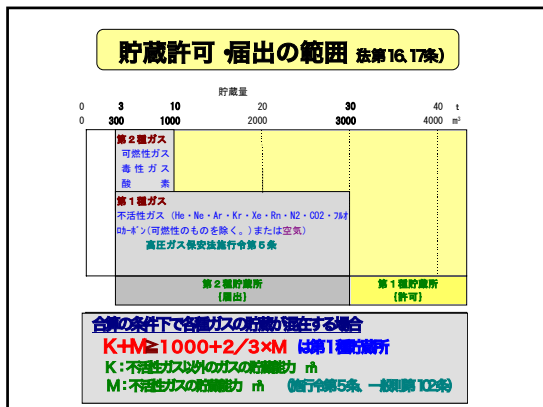 貯蔵許可・届出の範囲 (法第16、17条)
貯蔵量
0 3 10 20 30 40 t
0 300 1000 2000 3000 4000 m³
第2種ガス
可燃性ガス
毒性ガス
酸素
第1種ガス
不活性ガス (He・Ne・Ar・Kr・Xe・Rn・N2・CO2・フルオ
ロカーボン(可燃性のものを除く。)または空気)
高圧ガス保安法施行令第5条
第2種貯蔵所 第1種貯蔵所
{届出} {許可}
合算の条件下で各種ガスの貯蔵が混在する場合
K+M≧1000+2/3×M は第1種貯蔵所
K:不活性ガス以外のガスの貯蔵能力 ㎥
M:不活性ガスの貯蔵能力 ㎥ (施行令第5条、一般則第102条)